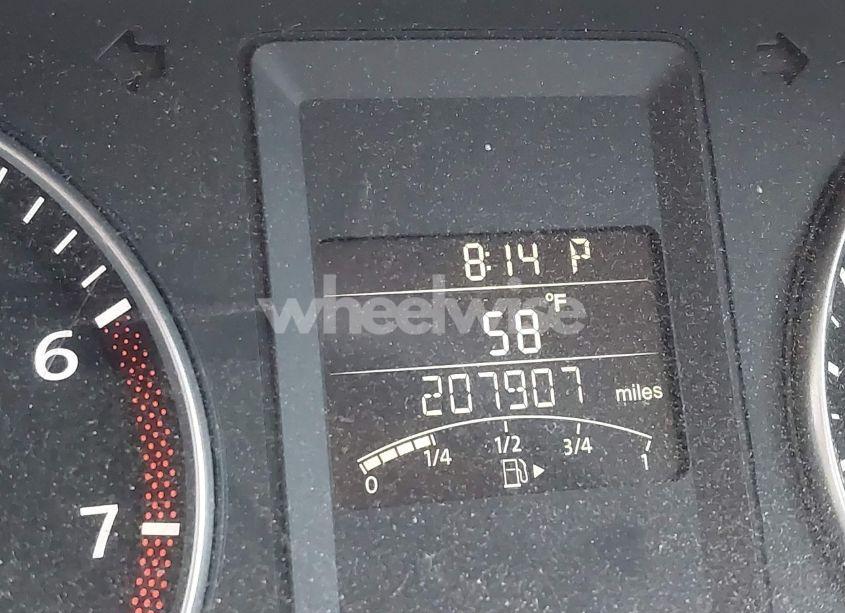 8:14 P
°F
58
207907 miles
0 1/4 1/2 3/4 1
6
7
wheelwise